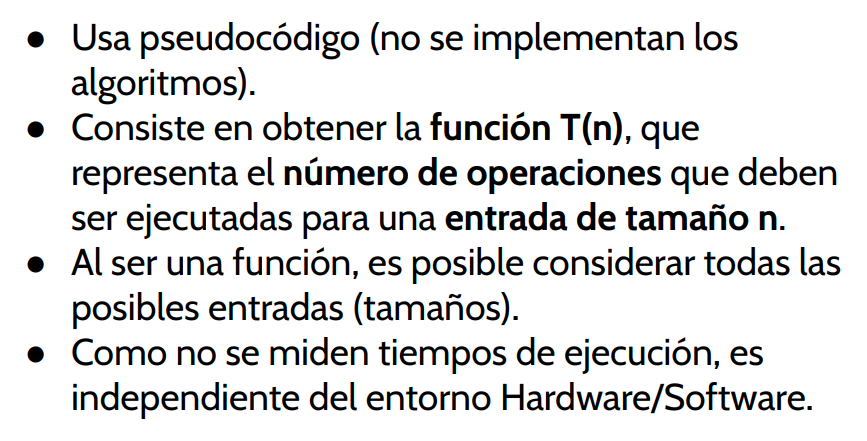 ● Usa pseudocódigo (no se implementan los
algoritmos).
● Consiste en obtener la función T(n), que
representa el número de operaciones que deben
ser ejecutadas para una entrada de tamaño n.
● Al ser una función, es posible considerar todas las
posibles entradas (tamaños).
● Como no se miden tiempos de ejecución, es
independiente del entorno Hardware/Software.